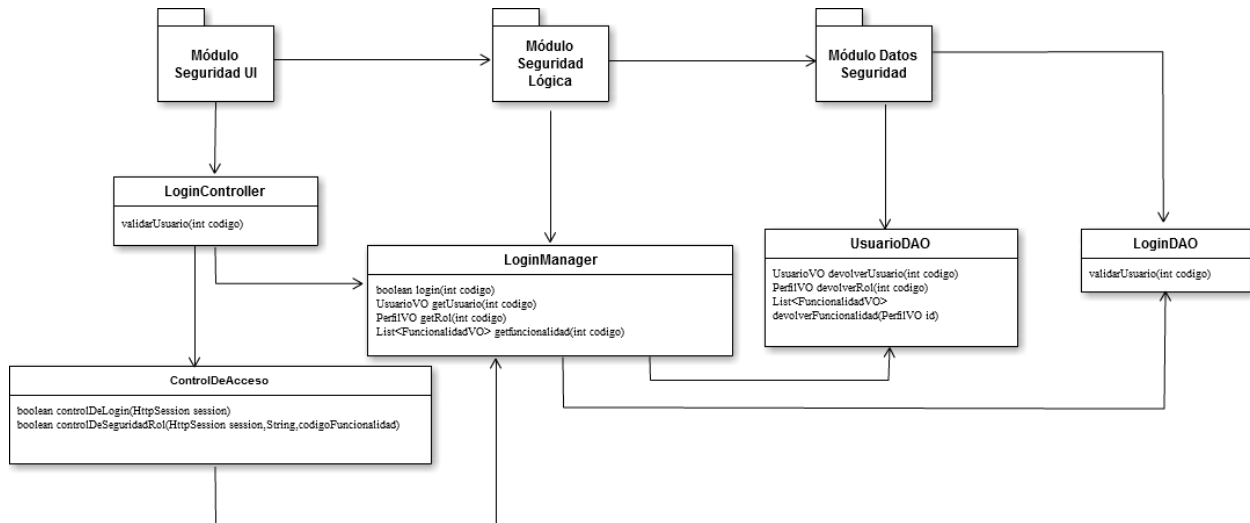 Módulo
Seguridad UI
Módulo
Seguridad
Lógica
Módulo Datos
Seguridad
LoginController
validarUsuario(int codigo)
LoginManager
boolean login(int codigo)
UsuarioVO getUsuario(int codigo)
PerfilVO getRol(int codigo)
List<FuncionalidadVO> getfuncionalidad(int codigo)
UsuarioDAO
UsuarioVO devolverUsuario(int codigo)
PerfilVO devolverRol(int codigo)
List<FuncionalidadVO>
devolverFuncionalidad(PerfilVO id)
LoginDAO
validarUsuario(int codigo)
ControlDeAcceso
boolean controlDeLogin(HttpSession session)
boolean controlDeSeguridadRol(HttpSession session,String,codigoFuncionalidad)